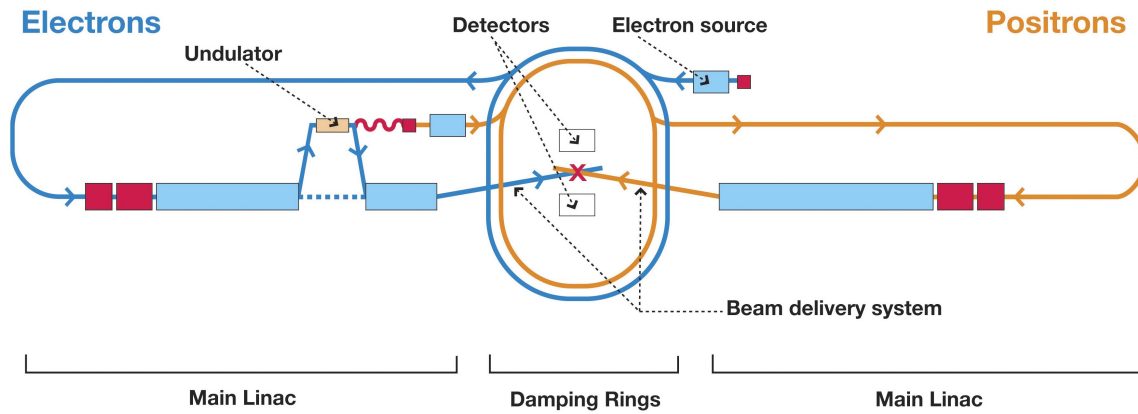 Electrons
Detectors
Electron source
Positrons
Undulator
X
Beam delivery system
Main Linac
Damping Rings
Main Linac